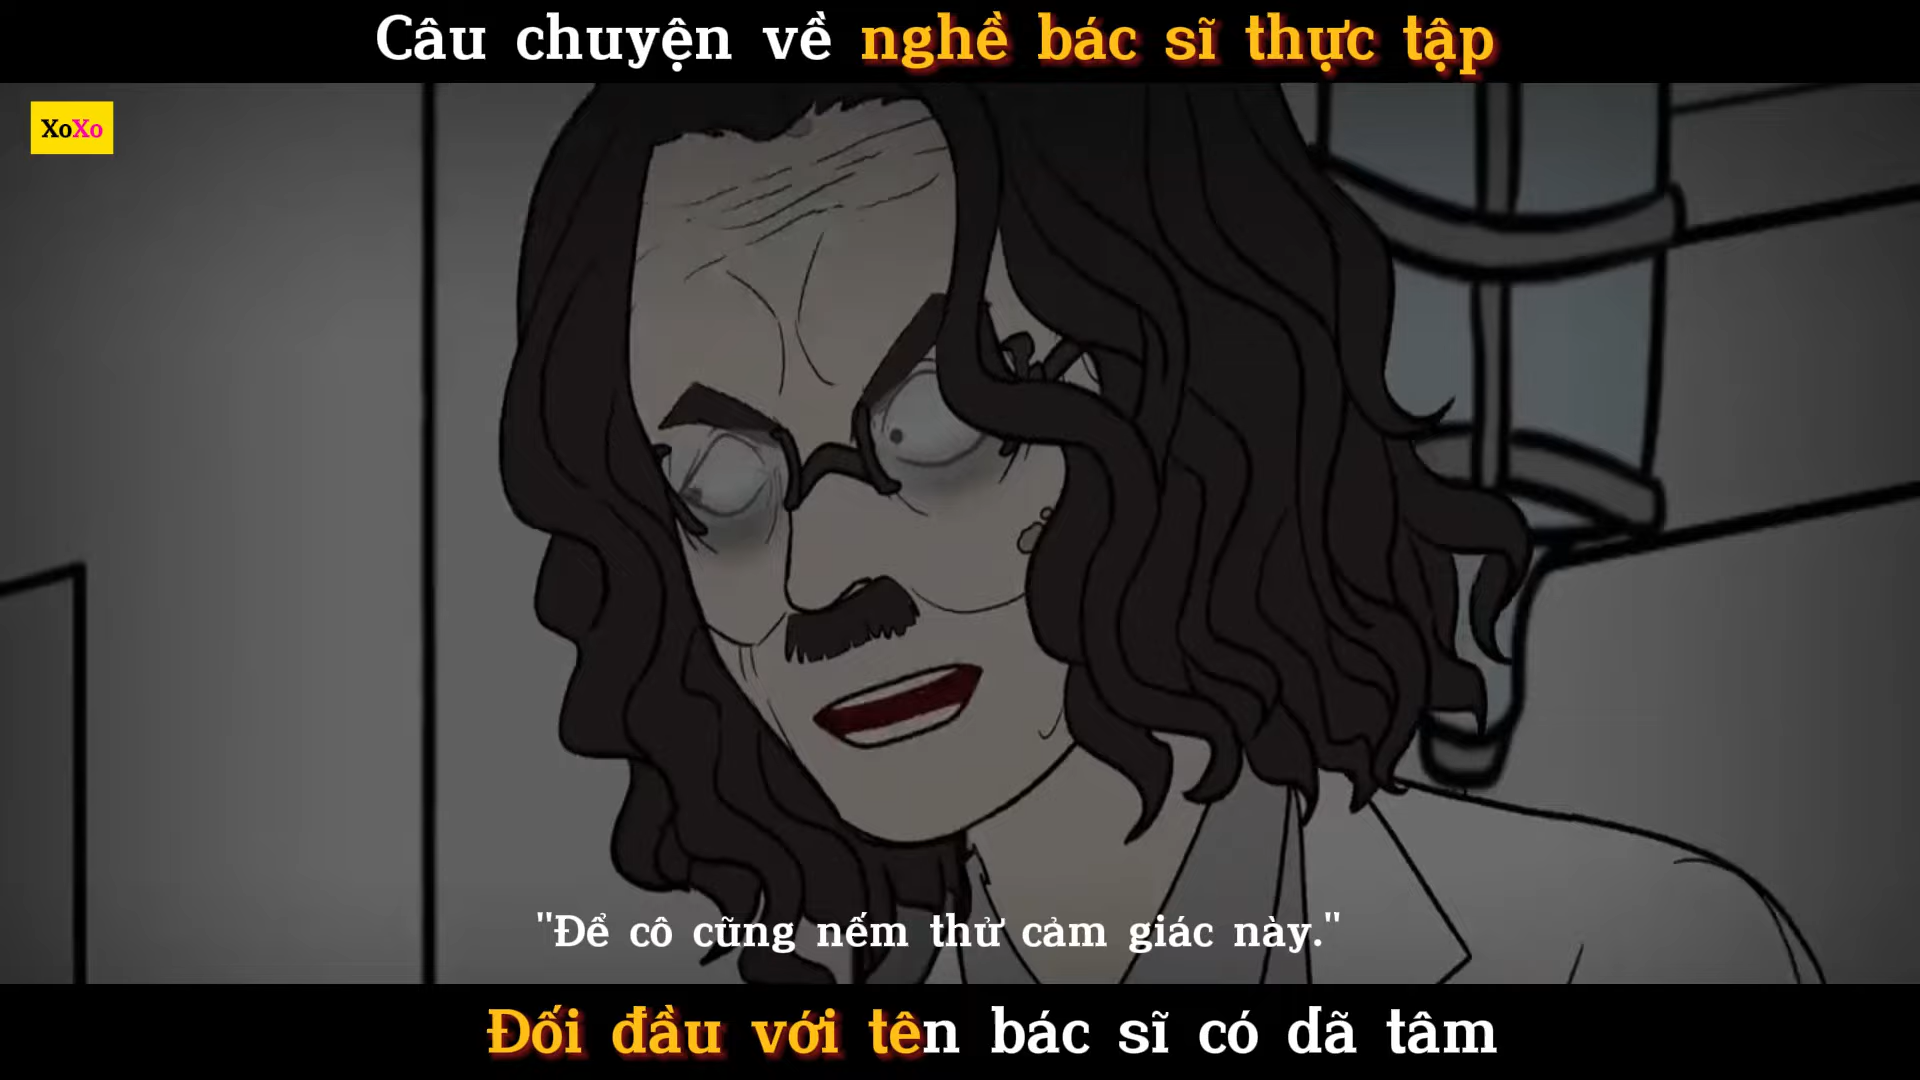 Câu chuyện về nghề bác sĩ thực tập
XoXo
"Để cô cũng nếm thử cảm giác này."
Đối đầu với tên bác sĩ có dã tâm